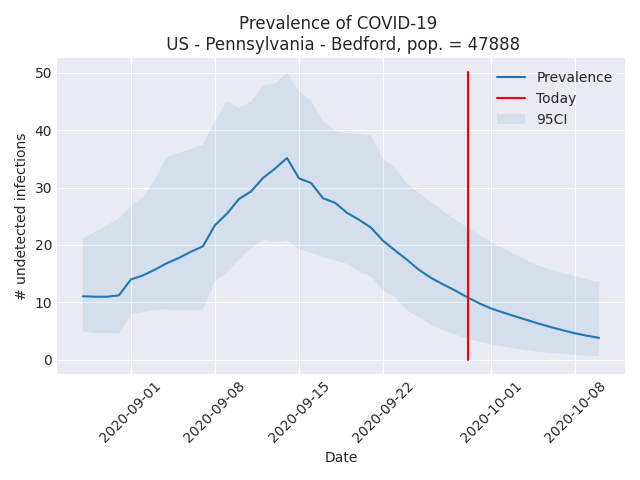 Prevalence of COVID-19
US - Pennsylvania - Bedford, pop. = 47888
50
40
30
20
10
0
# undetected infections
Prevalence
Today
95CI
2020-09-01
2020-09-08
2020-09-15
2020-09-22
2020-10-01
2020-10-08
Date